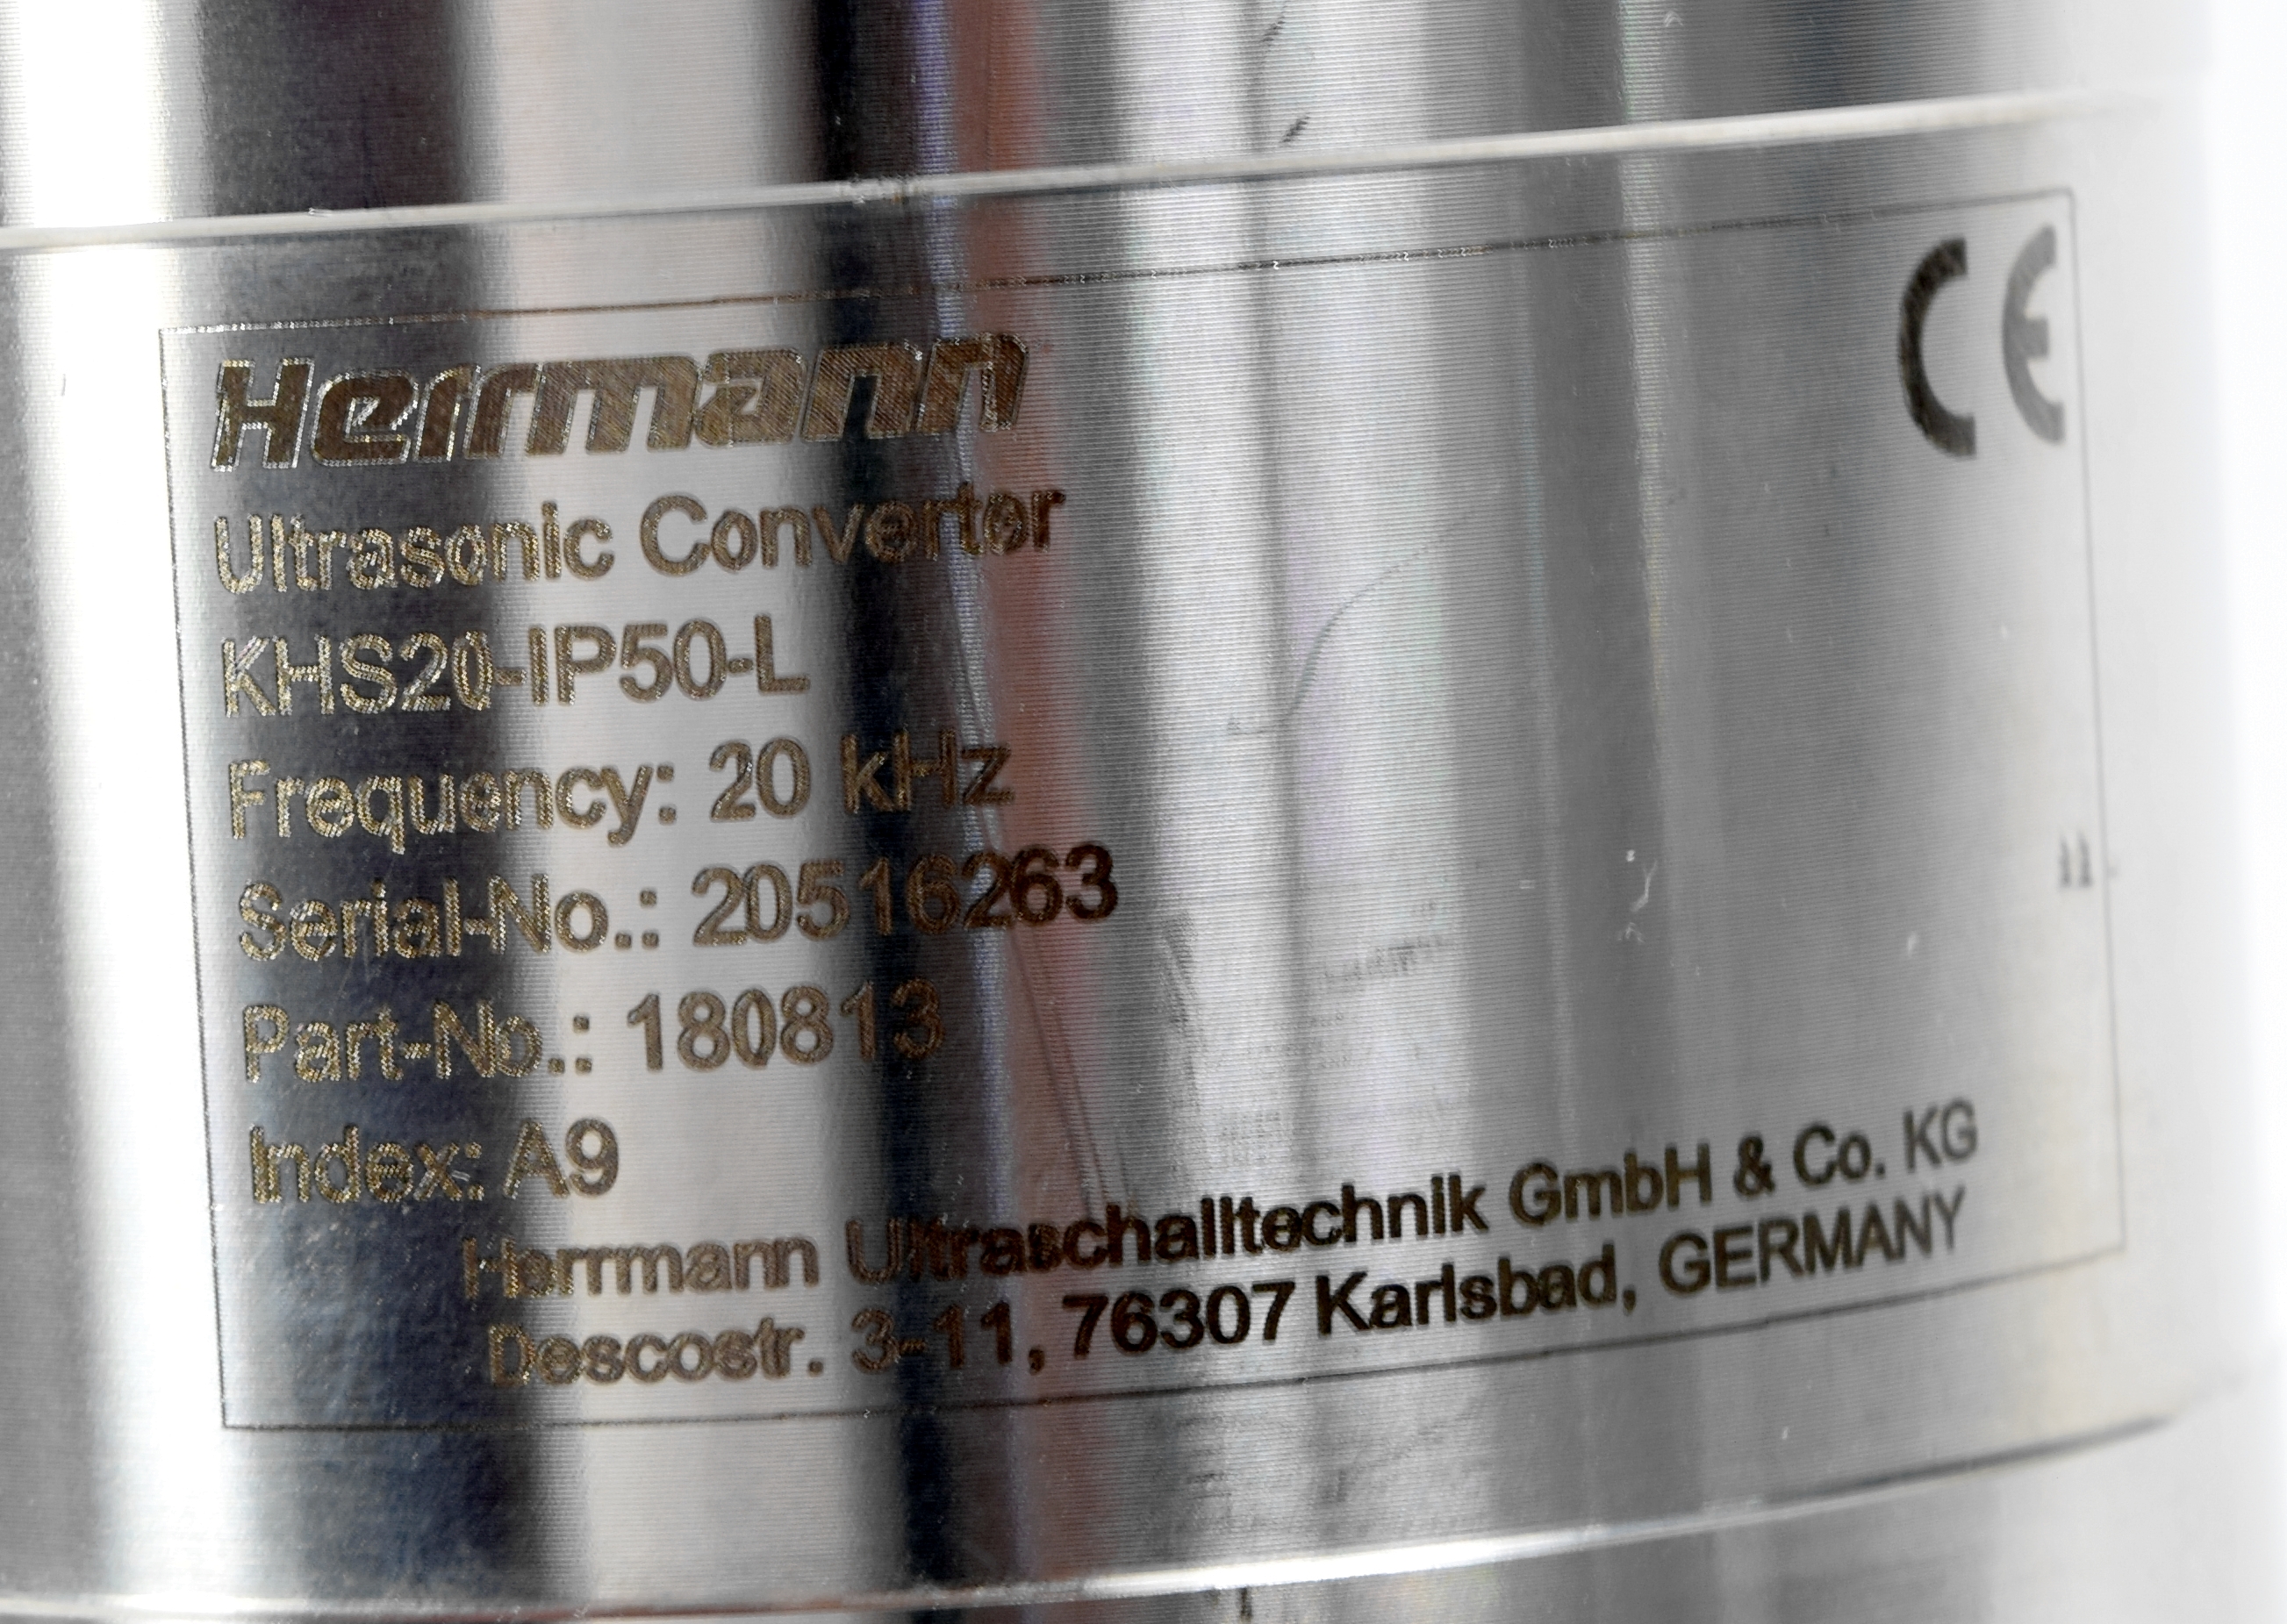 Herrmann
CE
Ultrasonic Converter
KHS20-IP50-L
Frequency: 20 kHz
Serial-No.: 20516263
Part-No.: 180813
Index: A9
Herrmann Ultraschalltechnik GmbH & Co. KG
Descostr. 3-11, 76307 Karlsbad, GERMANY